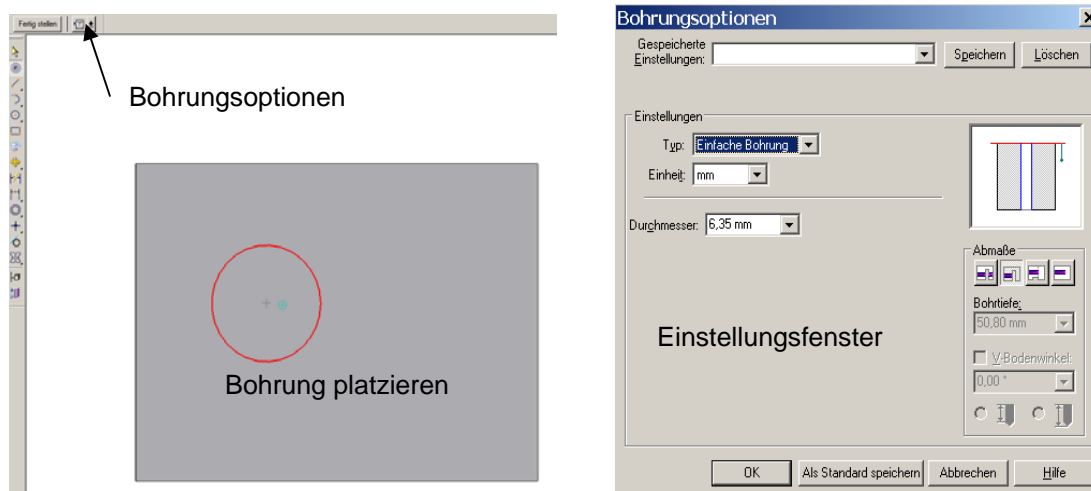 Fertig stellen
Bohrungsoptionen
Bohrung platzieren
Bohrungsoptionen
Gespeicherte
Einstellungen:
Speichern
Löschen
Einstellungen
Typ: Einfache Bohrung
Einheit: mm
Durchmesser: 6,35 mm
Einstellungsfenster
Abmaße
Bohrtiefe:
50,80 mm
V-Bodenwinkel:
0,00 °
OK
Als Standard speichern
Abbrechen
Hilfe